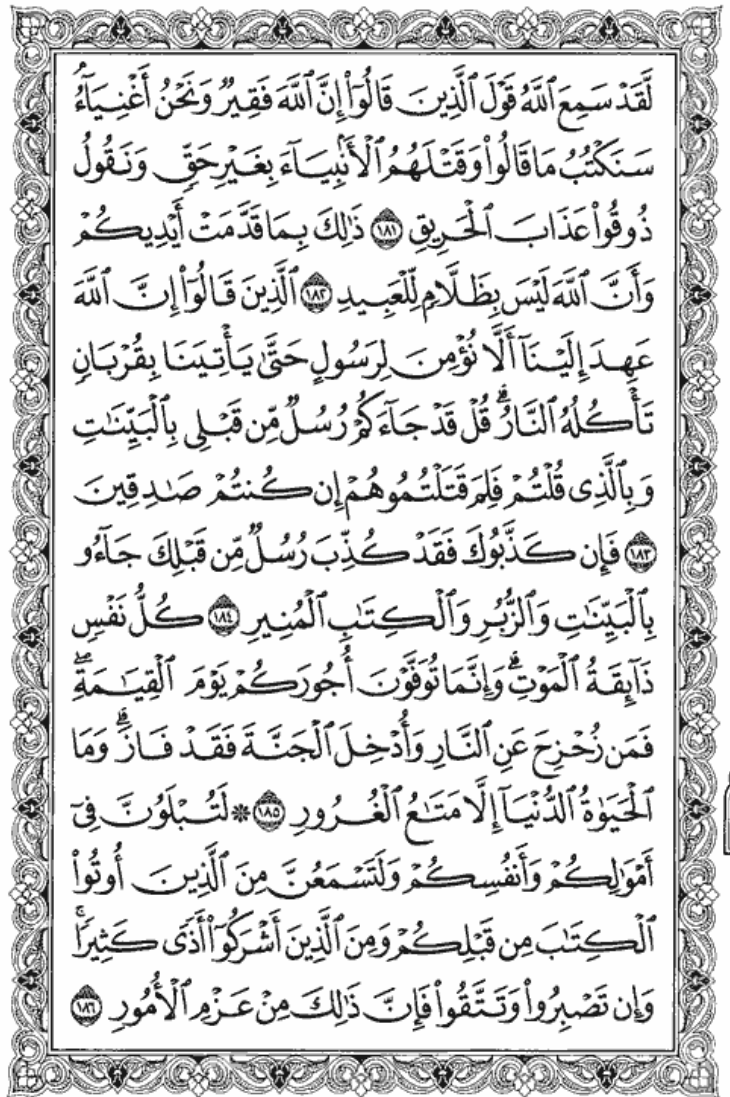 لَّقَدْ سَمِعَ ٱللَّهُ قَوْلَ ٱلَّذِينَ قَالُوٓا۟ إِنَّ ٱللَّهَ فَقِيرٌ وَنَحْنُ أَغْنِيَآءُ ۘ
سَنَكْتُبُ مَا قَالُوا۟ وَقَتْلَهُمُ ٱلْأَنۢبِيَآءَ بِغَيْرِ حَقٍّ وَنَقُولُ
ذُوقُوا۟ عَذَابَ ٱلْحَرِيقِ ١٨١ ذَٰلِكَ بِمَا قَدَّمَتْ أَيْدِيكُمْ
وَأَنَّ ٱللَّهَ لَيْسَ بِظَلَّامٍ لِّلْعَبِيدِ ١٨٢ ٱلَّذِينَ قَالُوٓا۟ إِنَّ ٱللَّهَ
عَهِدَ إِلَيْنَآ أَلَّا نُؤْمِنَ لِرَسُولٍ حَتَّىٰ يَأْتِيَنَا بِقُرْبَانٍ
تَأْكُلُهُ ٱلنَّارُ ۗ قُلْ قَدْ جَآءَكُمْ رُسُلٌ مِّن قَبْلِى بِٱلْبَيِّنَٰتِ
وَبِٱلَّذِى قُلْتُمْ فَلِمَ قَتَلْتُمُوهُمْ إِن كُنتُمْ صَٰدِقِينَ
١٨٣ فَإِن كَذَّبُوكَ فَقَدْ كُذِّبَ رُسُلٌ مِّن قَبْلِكَ جَآءُو
بِٱلْبَيِّنَٰتِ وَٱلزُّبُرِ وَٱلْكِتَٰبِ ٱلْمُنِيرِ ١٨٤ كُلُّ نَفْسٍ
ذَآئِقَةُ ٱلْمَوْتِ ۗ وَإِنَّمَا تُوَفَّوْنَ أُجُورَكُمْ يَوْمَ ٱلْقِيَٰمَةِ ۖ
فَمَن زُحْزِحَ عَنِ ٱلنَّارِ وَأُدْخِلَ ٱلْجَنَّةَ فَقَدْ فَازَ ۗ وَمَا
ٱلْحَيَوٰةُ ٱلدُّنْيَآ إِلَّا مَتَٰعُ ٱلْغُرُورِ ١٨٥ ۞ لَتُبْلَوُنَّ فِىٓ
أَمْوَٰلِكُمْ وَأَنفُسِكُمْ وَلَتَسْمَعُنَّ مِنَ ٱلَّذِينَ أُوتُوا۟
ٱلْكِتَٰبَ مِن قَبْلِكُمْ وَمِنَ ٱلَّذِينَ أَشْرَكُوٓا۟ أَذًى كَثِيرًا ۚ
وَإِن تَصْبِرُوا۟ وَتَتَّقُوا۟ فَإِنَّ ذَٰلِكَ مِنْ عَزْمِ ٱلْأُمُورِ ١٨٦